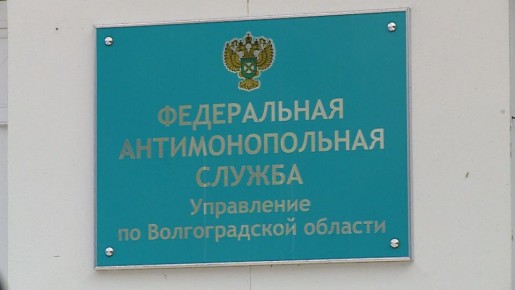 ФЕДЕРАЛЬНАЯ
АНТИМОНОПОЛЬНАЯ
СЛУЖБА
Управление
по Волгоградской области